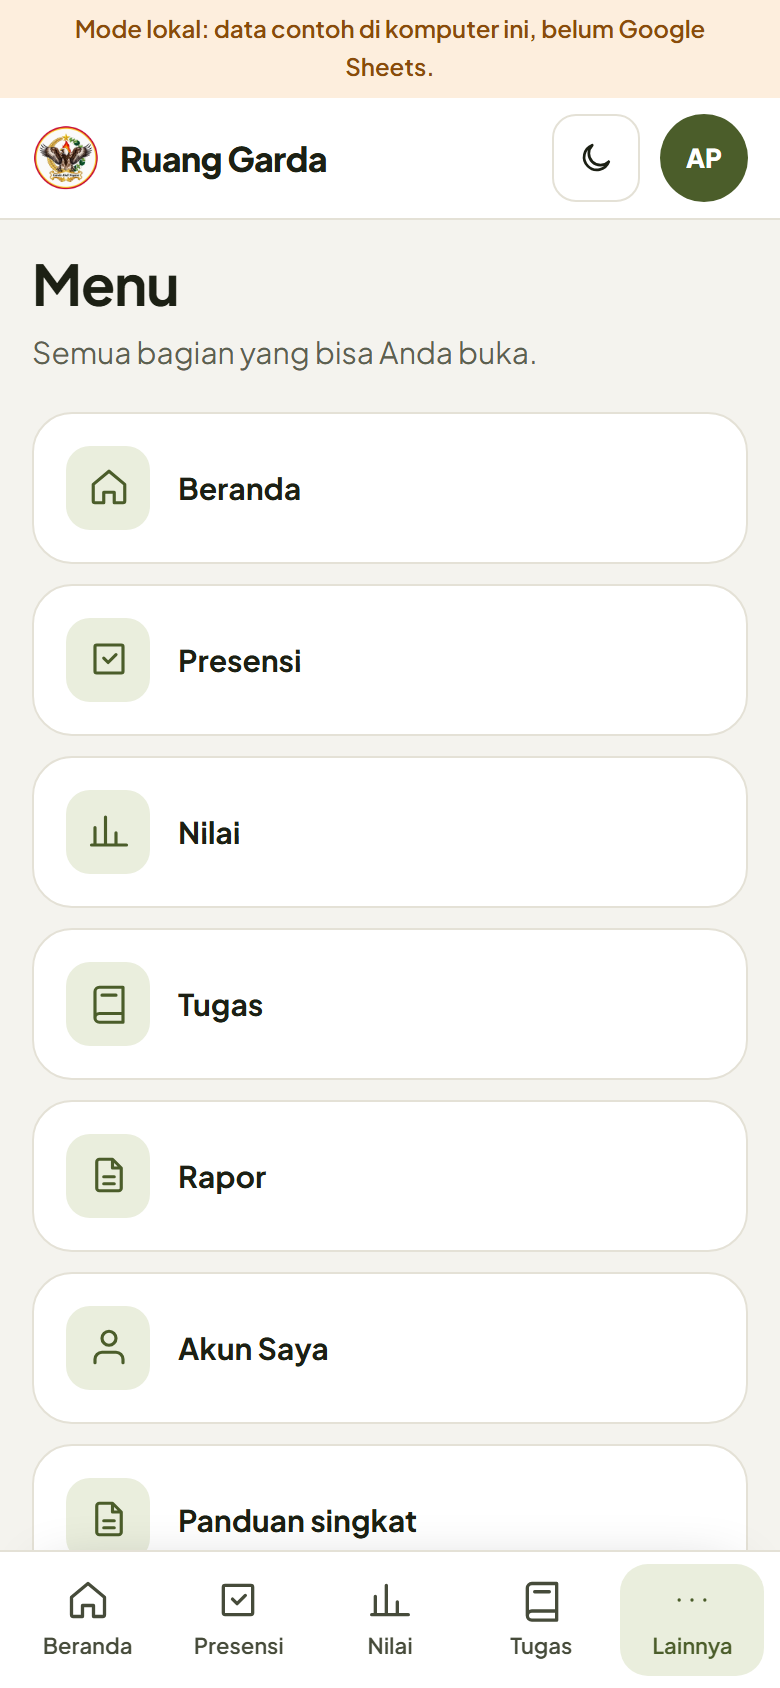 Mode lokal: data contoh di komputer ini, belum Google
Sheets.
Ruang Garda
AP
Menu
Semua bagian yang bisa Anda buka.
Beranda
Presensi
Nilai
Tugas
Rapor
Akun Saya
Panduan singkat
Beranda
Presensi
Nilai
Tugas
Lainnya